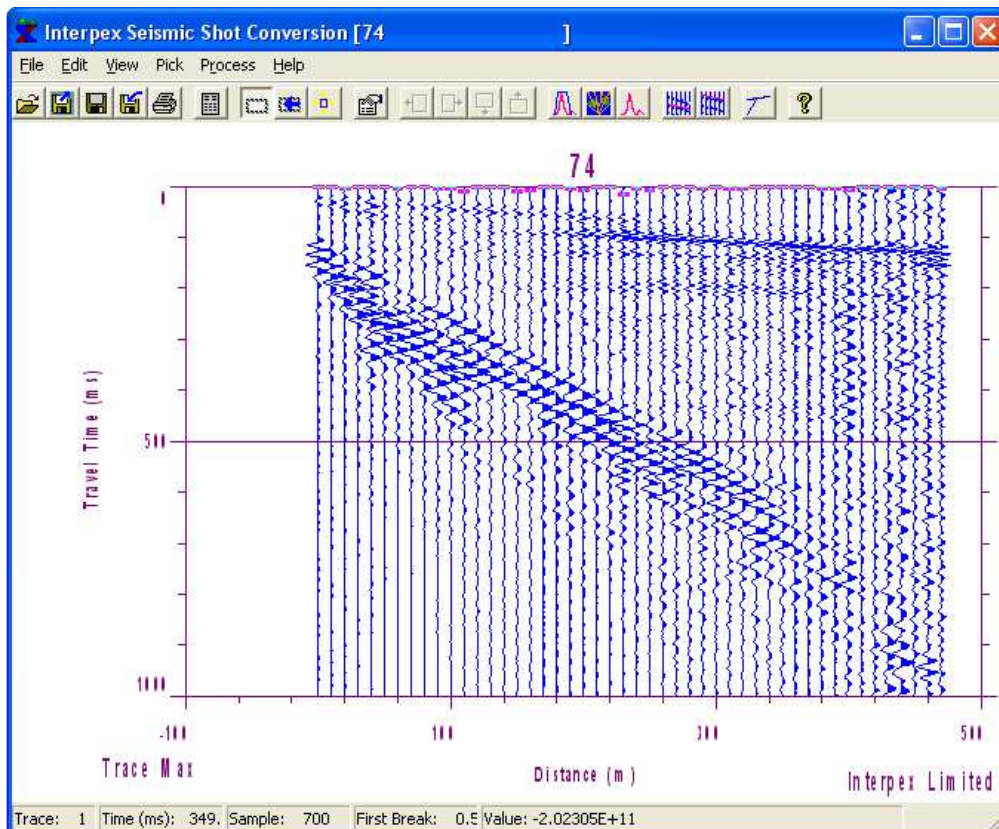 Interpex Seismic Shot Conversion [74 ]
File Edit View Pick Process Help
74
0
500
1000
Travel Time (ms)
-100 100 300 500
Trace Max Distance (m) Interpex Limited
Trace: 1 Time (ms): 349. Sample: 700 First Break: 0.5 Value: -2.02305E+11